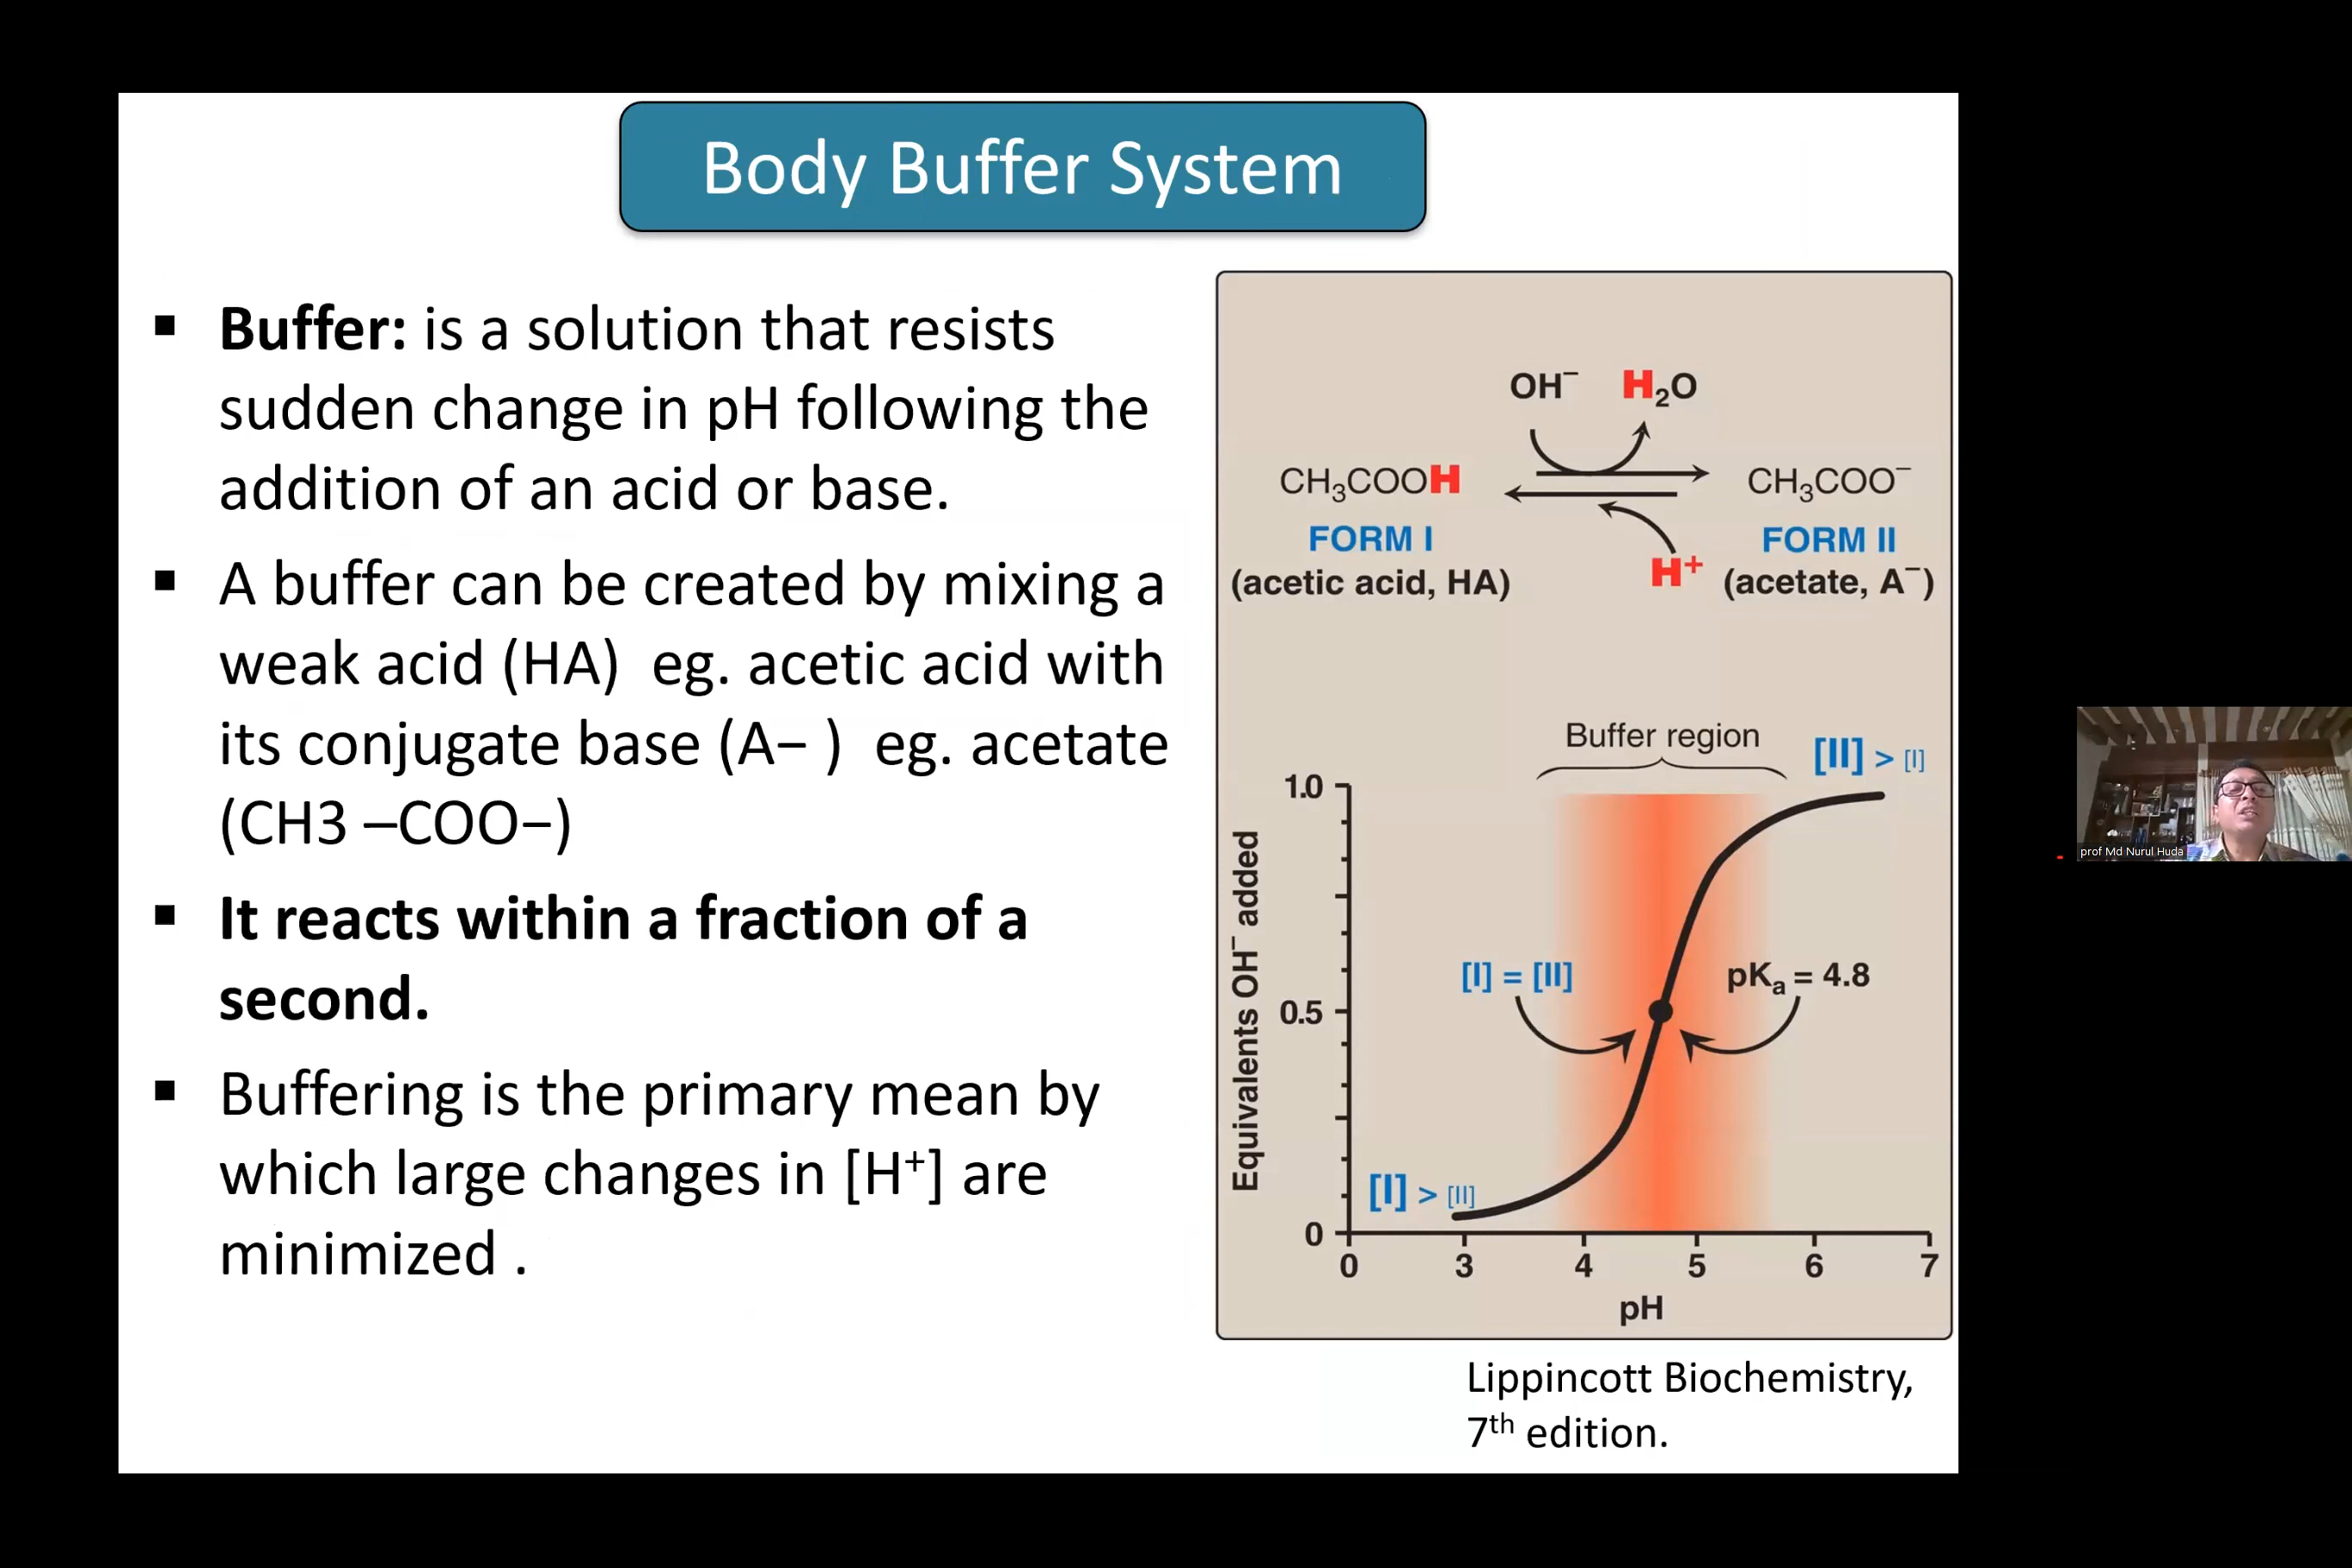 Body Buffer System
▪ Buffer: is a solution that resists
sudden change in pH following the
addition of an acid or base.
▪ A buffer can be created by mixing a
weak acid (HA)  eg. acetic acid with
its conjugate base (A– )  eg. acetate
(CH3 –COO–)
▪ It reacts within a fraction of a
second.
▪ Buffering is the primary mean by
which large changes in [H⁺] are
minimized .
OH⁻ H₂O
CH₃COOH CH₃COO⁻
FORM I FORM II
(acetic acid, HA) H⁺ (acetate, A⁻)
Buffer region
[II] > [I]
Equivalents OH⁻ added
1.0
[I] = [II] pKₐ = 4.8
0.5
[I] > [II]
0
0 3 4 5 6 7
pH
Lippincott Biochemistry,
7th edition.
prof Md Nurul Huda